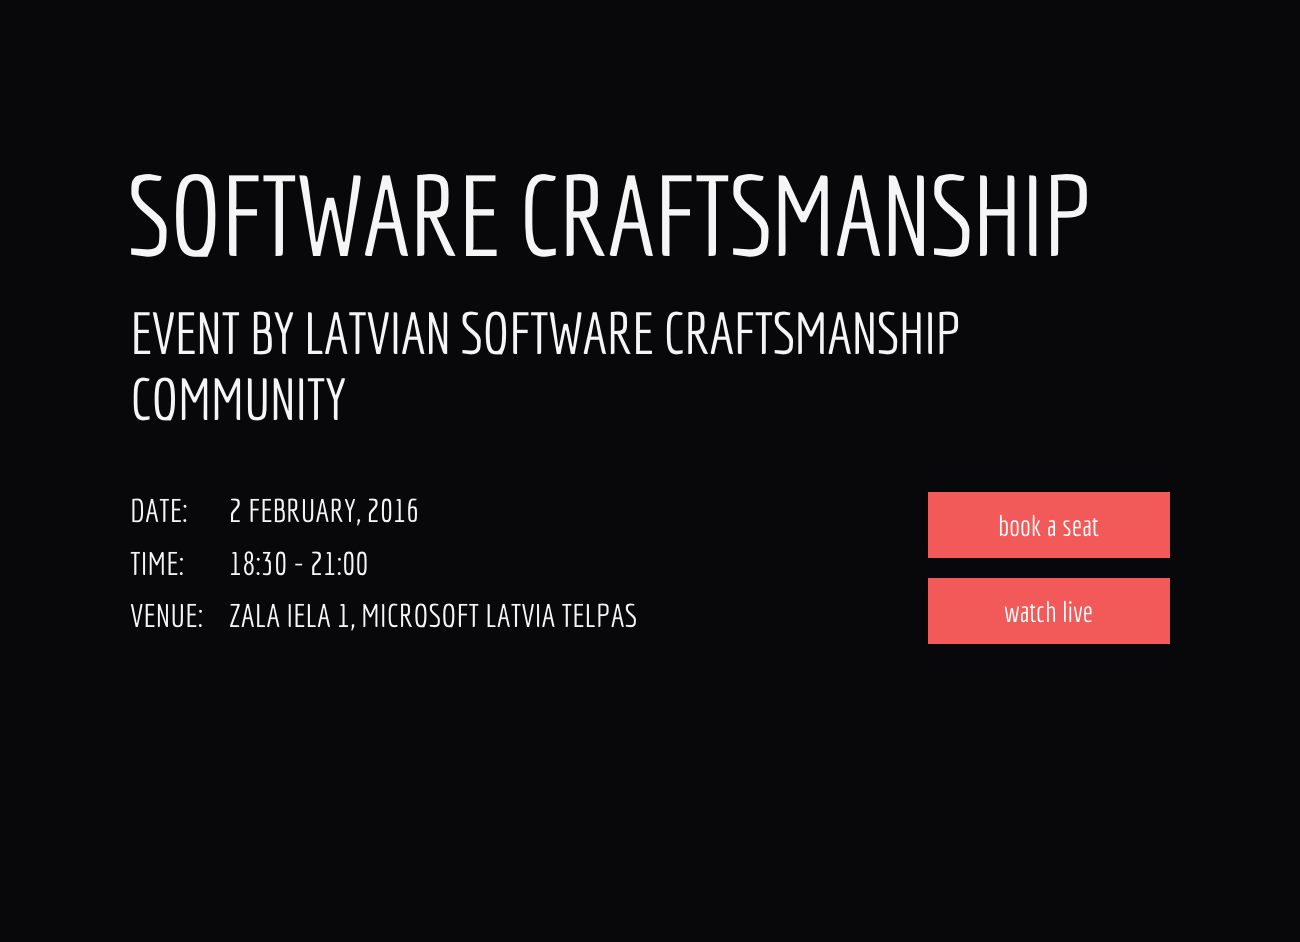 SOFTWARE CRAFTSMANSHIP
EVENT BY LATVIAN SOFTWARE CRAFTSMANSHIP
COMMUNITY
DATE: 2 FEBRUARY, 2016
TIME: 18:30 - 21:00
VENUE: ZALA IELA 1, MICROSOFT LATVIA TELPAS
book a seat
watch live